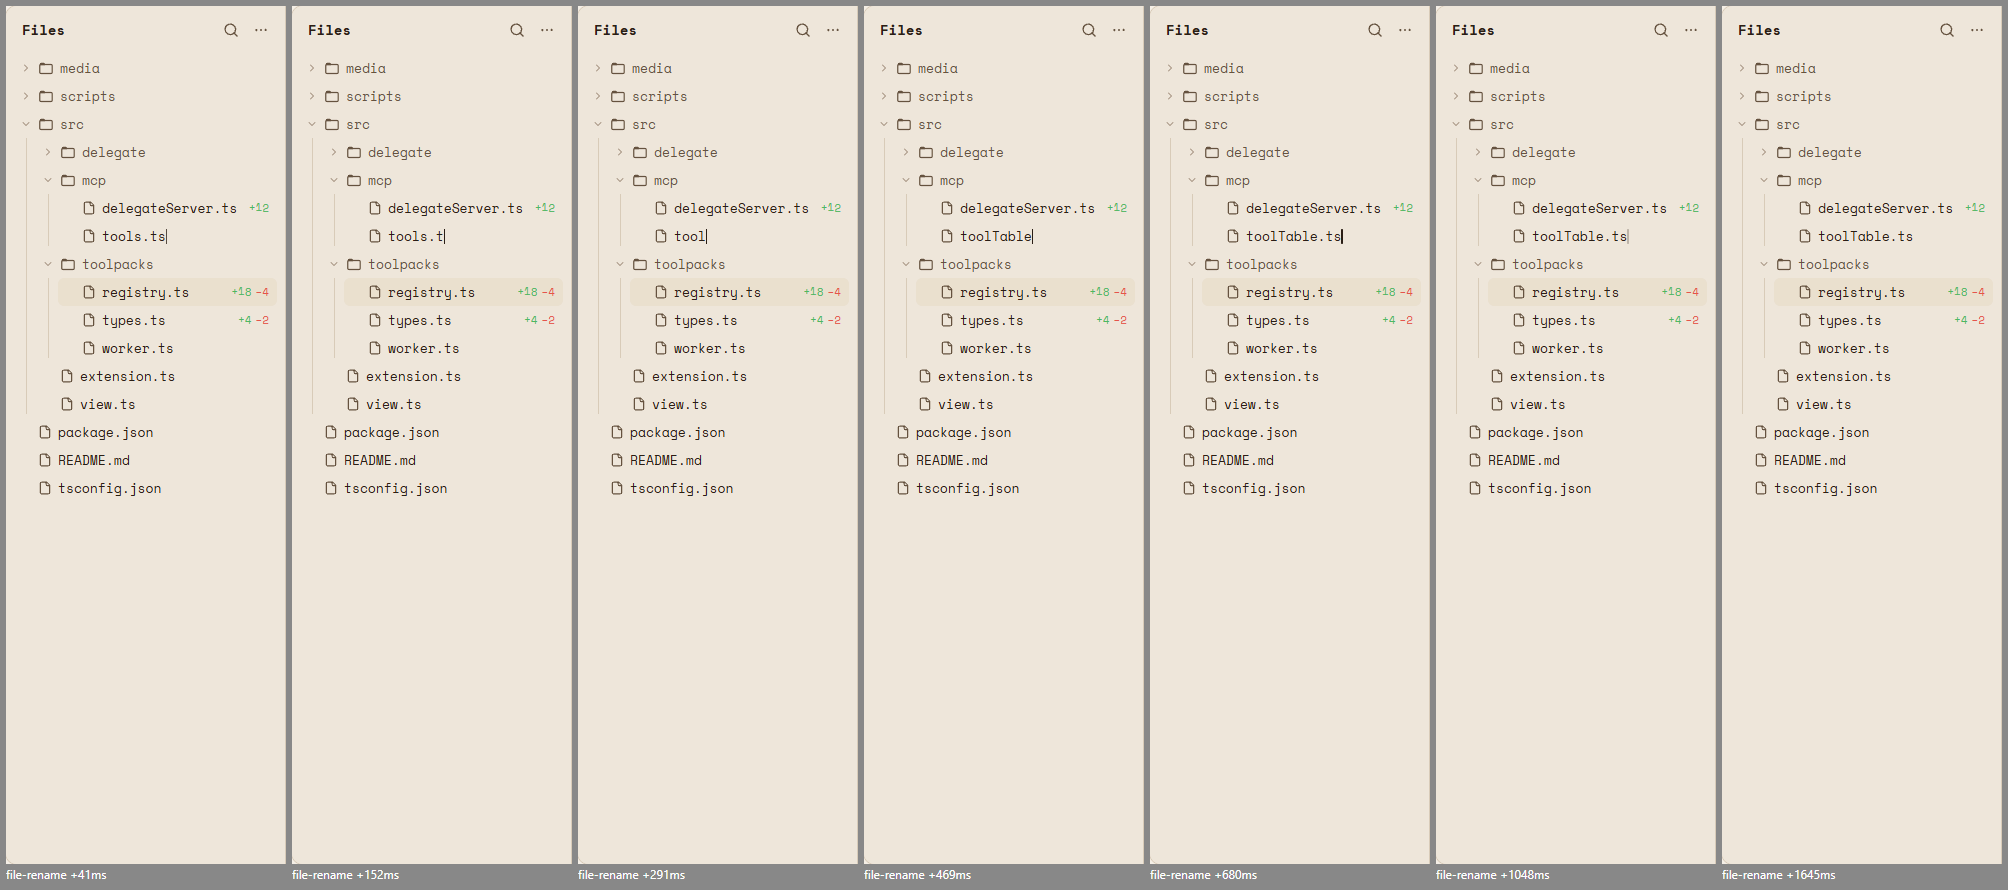 Files
media
scripts
src
delegate
mcp
delegateServer.ts +12
tools.ts
toolpacks
registry.ts +18 -4
types.ts +4 -2
worker.ts
extension.ts
view.ts
package.json
README.md
tsconfig.json
file-rename +41ms
Files
media
scripts
src
delegate
mcp
delegateServer.ts +12
tools.t
toolpacks
registry.ts +18 -4
types.ts +4 -2
worker.ts
extension.ts
view.ts
package.json
README.md
tsconfig.json
file-rename +152ms
Files
media
scripts
src
delegate
mcp
delegateServer.ts +12
tool
toolpacks
registry.ts +18 -4
types.ts +4 -2
worker.ts
extension.ts
view.ts
package.json
README.md
tsconfig.json
file-rename +291ms
Files
media
scripts
src
delegate
mcp
delegateServer.ts +12
toolTable
toolpacks
registry.ts +18 -4
types.ts +4 -2
worker.ts
extension.ts
view.ts
package.json
README.md
tsconfig.json
file-rename +469ms
Files
media
scripts
src
delegate
mcp
delegateServer.ts +12
toolTable.ts
toolpacks
registry.ts +18 -4
types.ts +4 -2
worker.ts
extension.ts
view.ts
package.json
README.md
tsconfig.json
file-rename +680ms
Files
media
scripts
src
delegate
mcp
delegateServer.ts +12
toolTable.ts
toolpacks
registry.ts +18 -4
types.ts +4 -2
worker.ts
extension.ts
view.ts
package.json
README.md
tsconfig.json
file-rename +1048ms
Files
media
scripts
src
delegate
mcp
delegateServer.ts +12
toolTable.ts
toolpacks
registry.ts +18 -4
types.ts +4 -2
worker.ts
extension.ts
view.ts
package.json
README.md
tsconfig.json
file-rename +1645ms